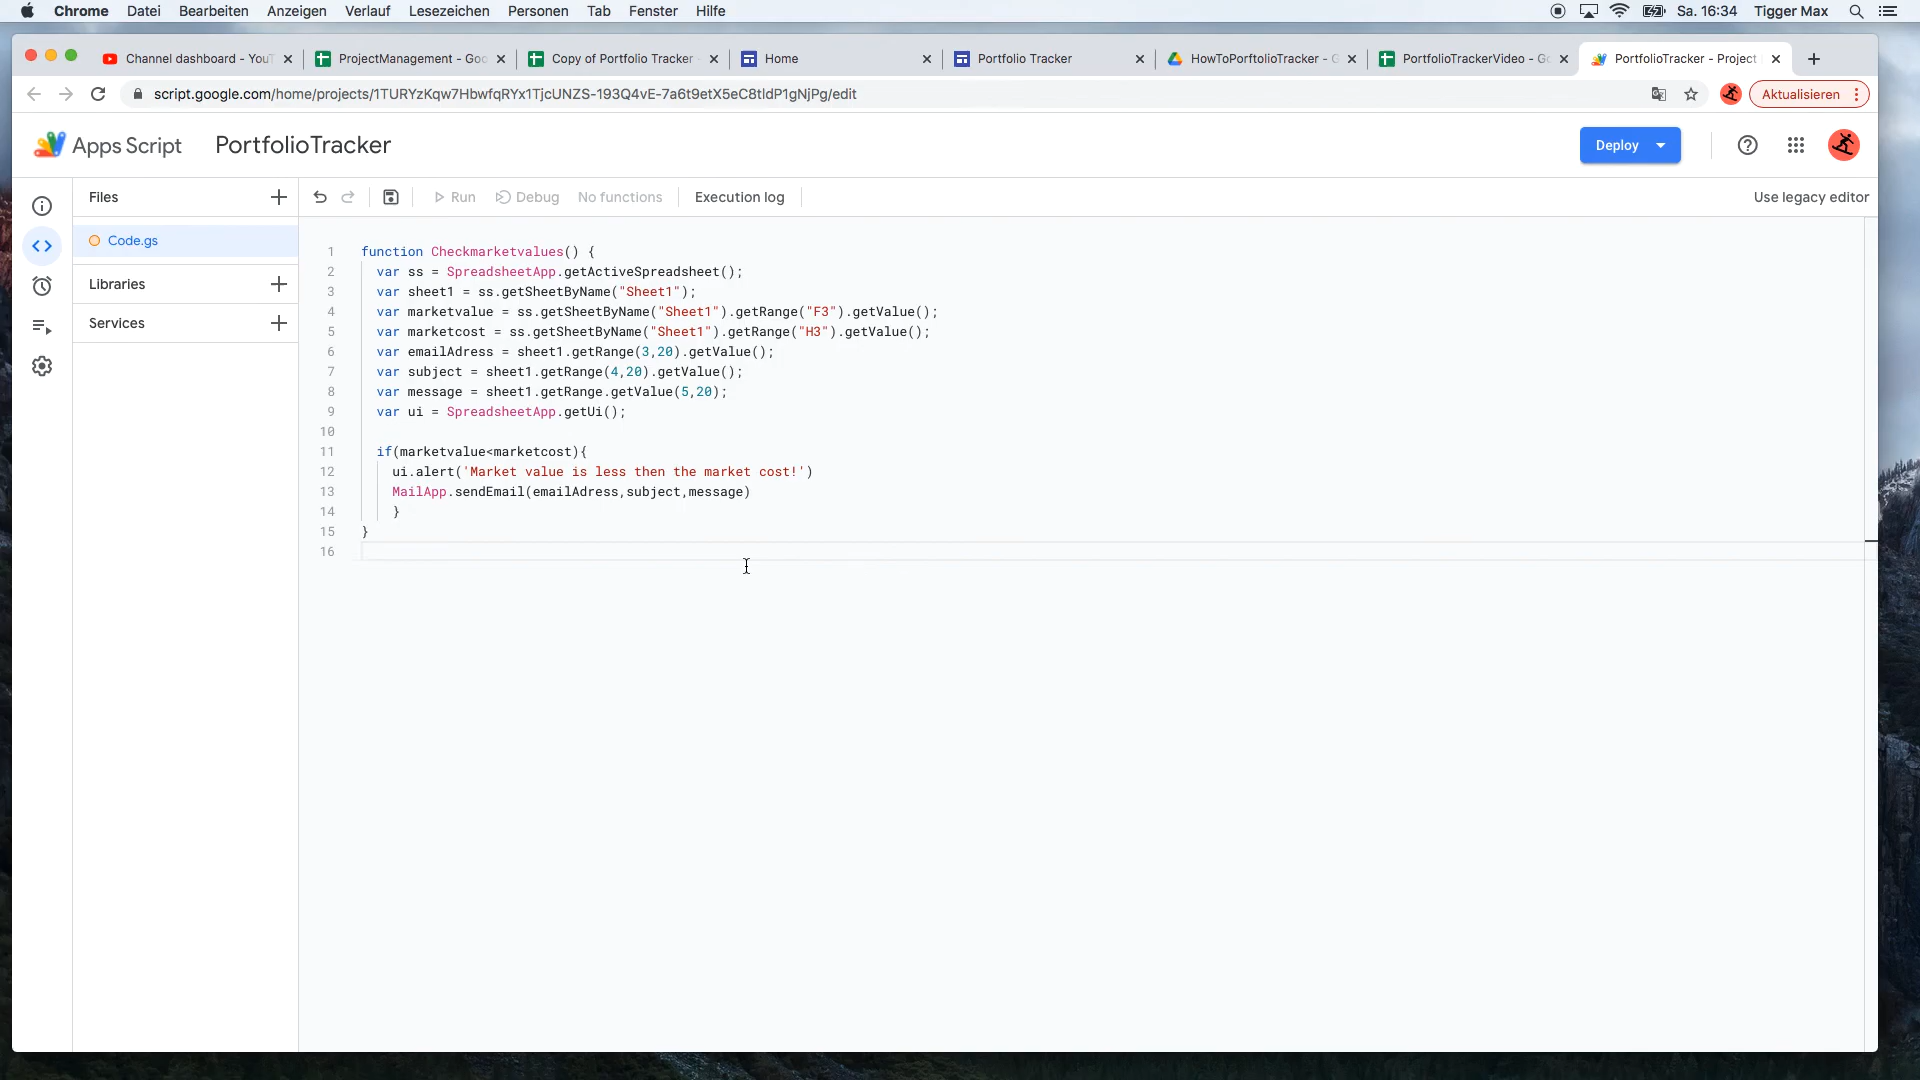 Chrome Datei Bearbeiten Anzeigen Verlauf Lesezeichen Personen Tab Fenster Hilfe Sa. 16:34 Tigger Max
Channel dashboard - YouT ProjectManagement - Goo Copy of Portfolio Tracker - Home Portfolio Tracker HowToPorftolioTracker - G PortflioTrackerVideo - Go PortfolioTracker - Project
script.google.com/home/projects/1TURYzKqw7HbwfqRYx1TjcUNZS-193Q4vE-7a6t9etX5eC8tIdP1gNjPg/edit Aktualisieren
Apps Script PortfolioTracker Deploy
Files Run Debug No functions Execution log Use legacy editor
Code.gs
Libraries
Services
1 function Checkmarketvalues() {
2 var ss = SpreadsheetApp.getActiveSpreadsheet();
3 var sheet1 = ss.getSheetByName("Sheet1");
4 var marketvalue = ss.getSheetByName("Sheet1").getRange("F3").getValue();
5 var marketcost = ss.getSheetByName("Sheet1").getRange("H3").getValue();
6 var emailAdress = sheet1.getRange(3,20).getValue();
7 var subject = sheet1.getRange(4,20).getValue();
8 var message = sheet1.getRange.getValue(5,20);
9 var ui = SpreadsheetApp.getUi();
10
11 if(marketvalue<marketcost){
12 ui.alert('Market value is less then the market cost!')
13 MailApp.sendEmail(emailAdress,subject,message)
14 }
15 }
16